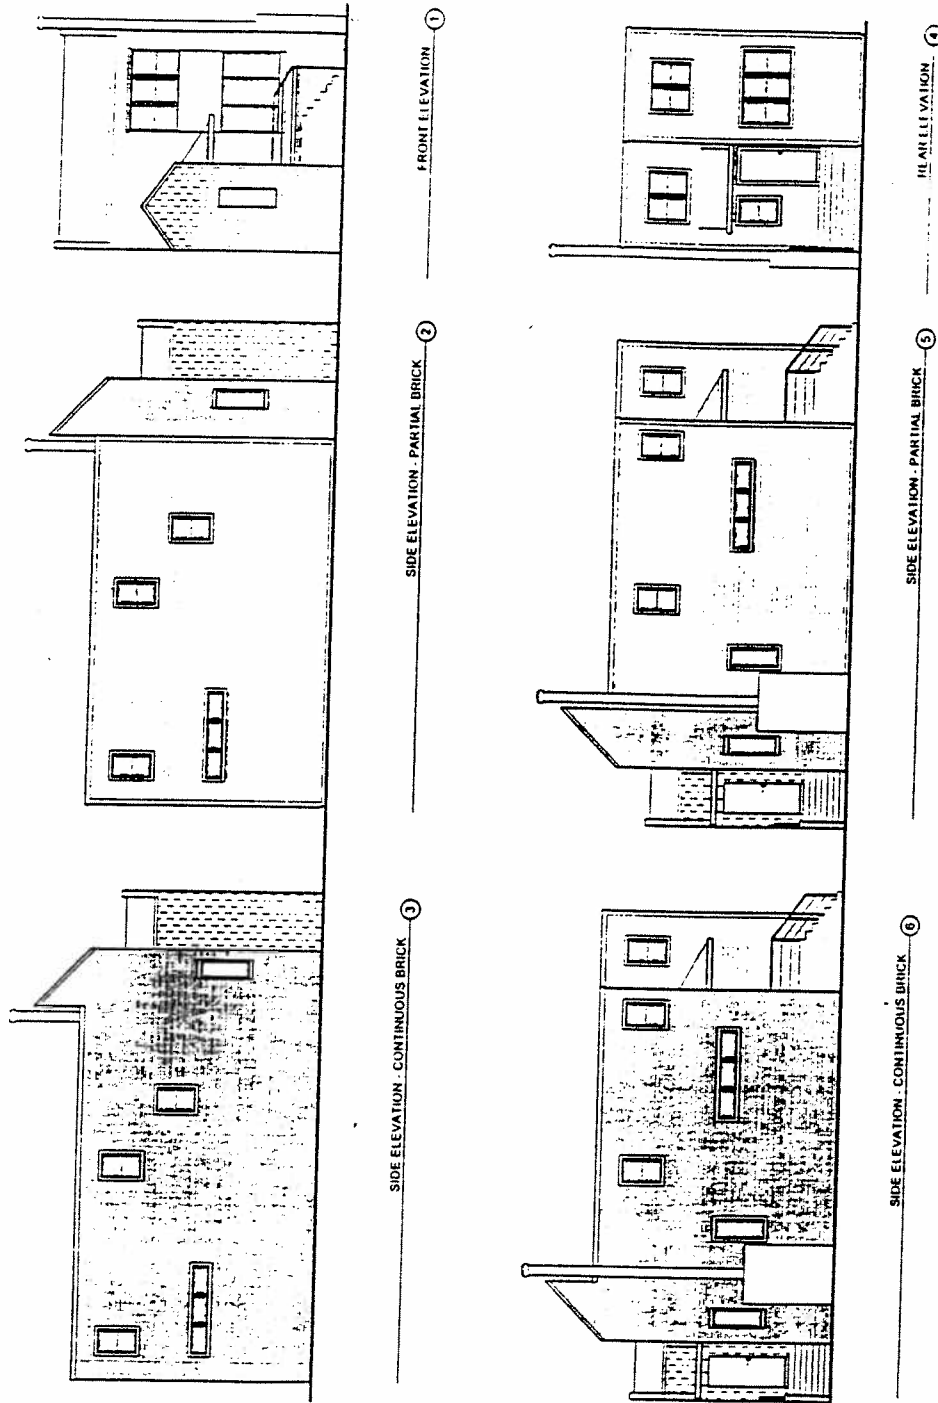 FRONT ELEVATION 1
SIDE ELEVATION - PARTIAL BRICK 2
SIDE ELEVATION - CONTINUOUS BRICK 3
REAR ELEVATION 4
SIDE ELEVATION - PARTIAL BRICK 5
SIDE ELEVATION - CONTINUOUS BRICK 6